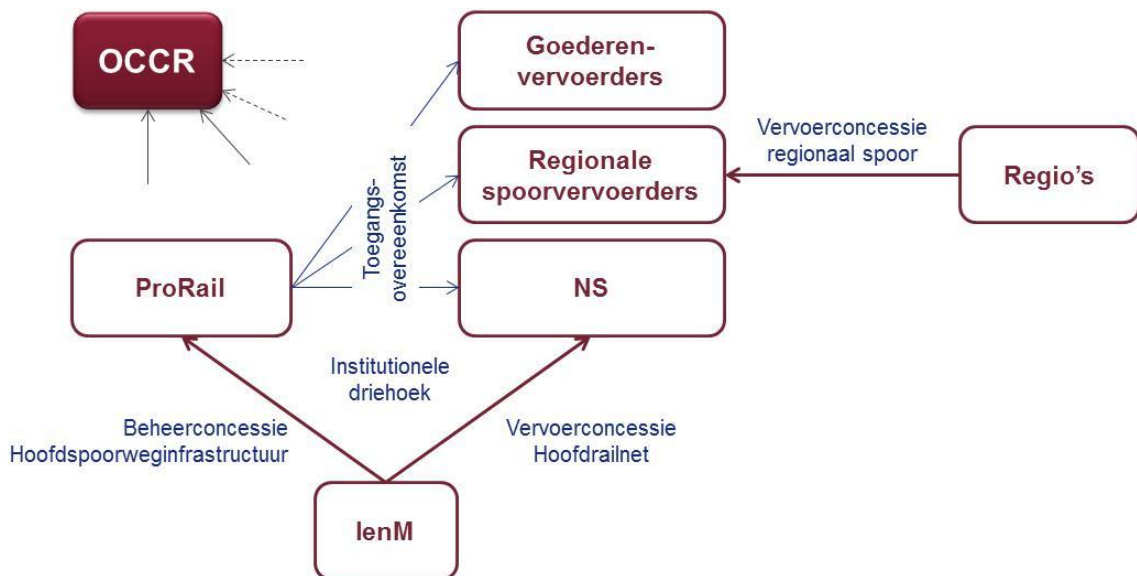 OCCR
Goederen-
vervoerders
Vervoerconcessie
regionaal spoor
Regionale
spoorvervoerders
Regio's
Toegangs-
overeeenkomst
ProRail
NS
Institutionele
driehoek
Beheerconcessie
Hoofdspoorweginfrastructuur
Vervoerconcessie
Hoofdrailnet
IenM